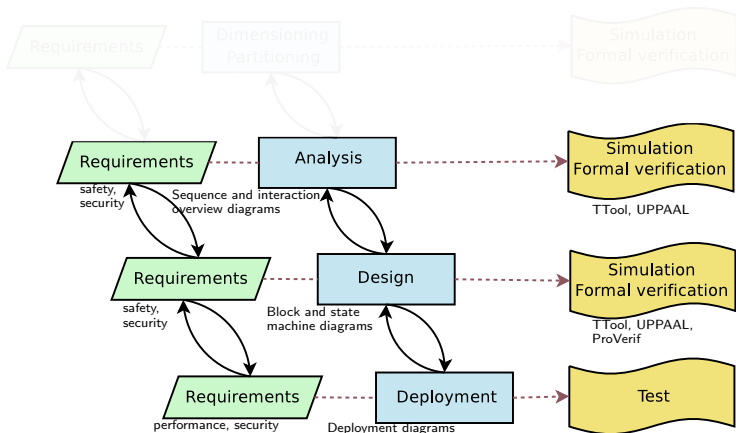 Requirements
Dimensioning
Partitioning
Simulation
Formal verification
Requirements
Analysis
Simulation
Formal verification
safety,
security
Sequence and interaction
overview diagrams
TTool, UPPAAL
Requirements
Design
Simulation
Formal verification
safety,
security
Block and state
machine diagrams
TTool, UPPAAL,
ProVerif
Requirements
Deployment
Test
performance, security
Deployment diagrams